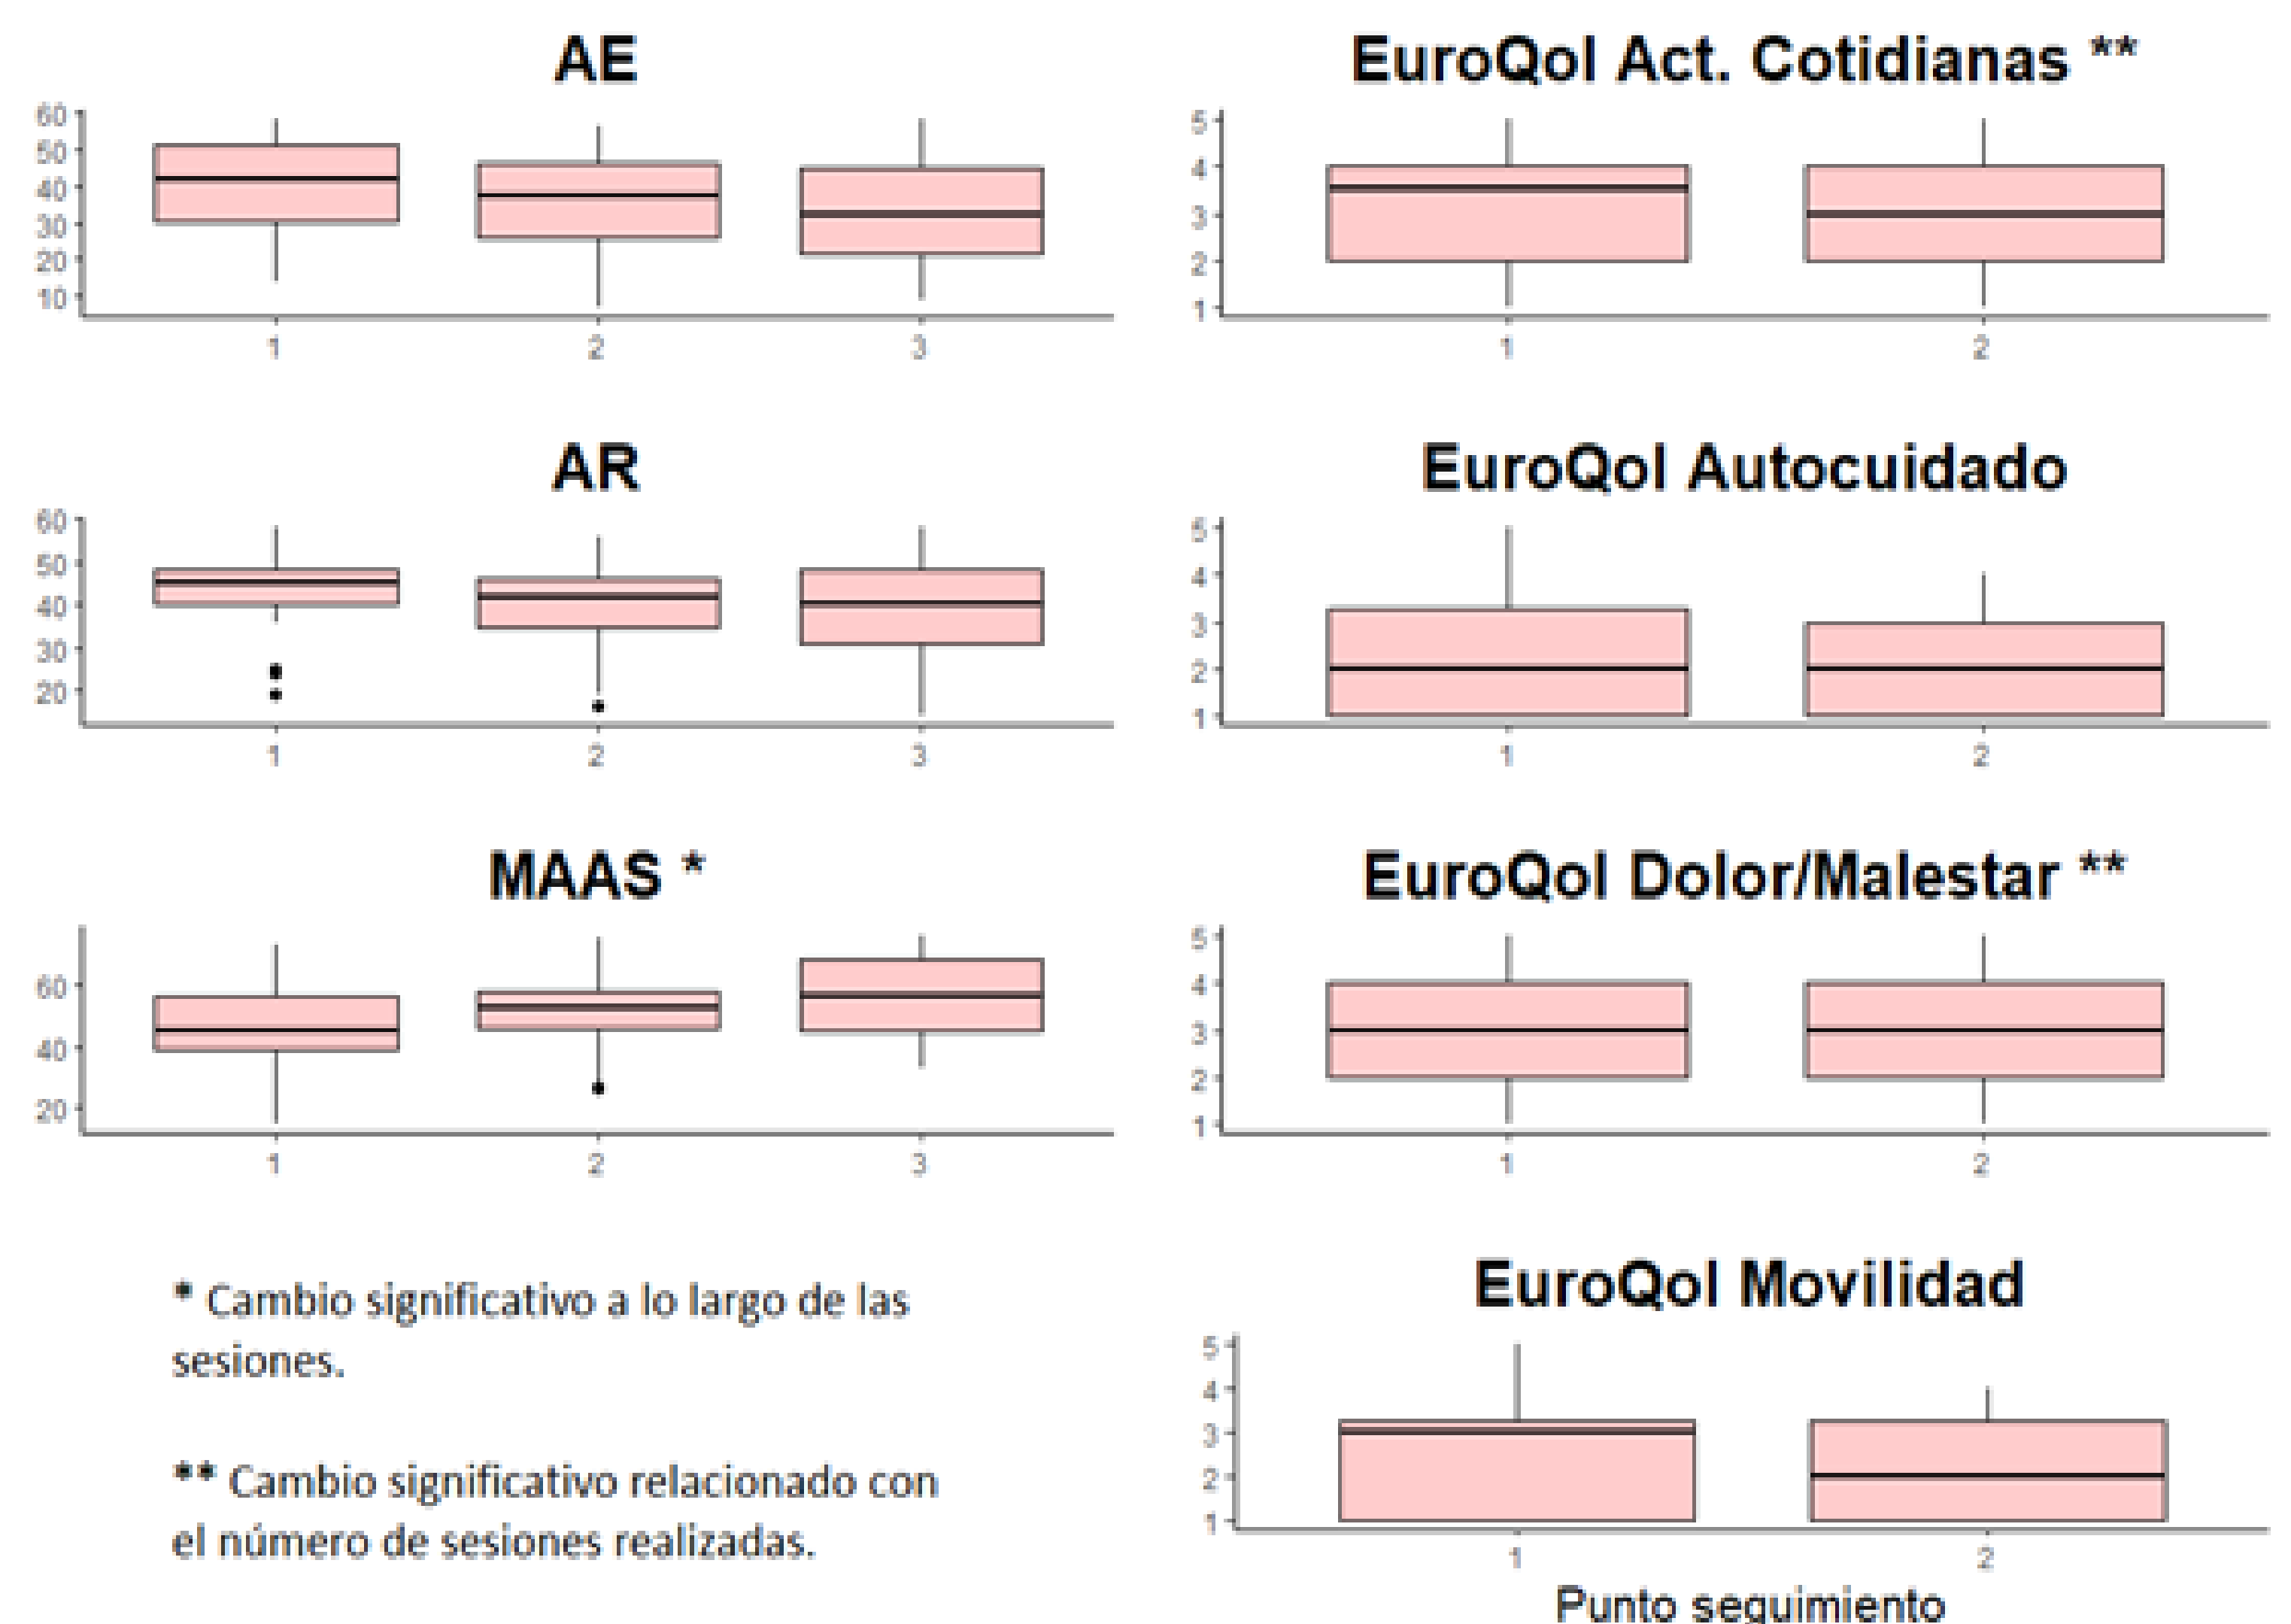 AE
60
50
40
30
20
10
1 2 3
EuroQol Act. Cotidianas **
5
4
3
2
1
1 2
AR
60
50
40
30
20
1 2 3
EuroQol Autocuidado
5
4
3
2
1
1 2
MAAS *
60
40
20
1 2 3
EuroQol Dolor/Malestar **
5
4
3
2
1
1 2
* Cambio significativo a lo largo de las
sesiones.
** Cambio significativo relacionado con
el número de sesiones realizadas.
EuroQol Movilidad
5
4
3
2
1
1 2
Punto seguimiento